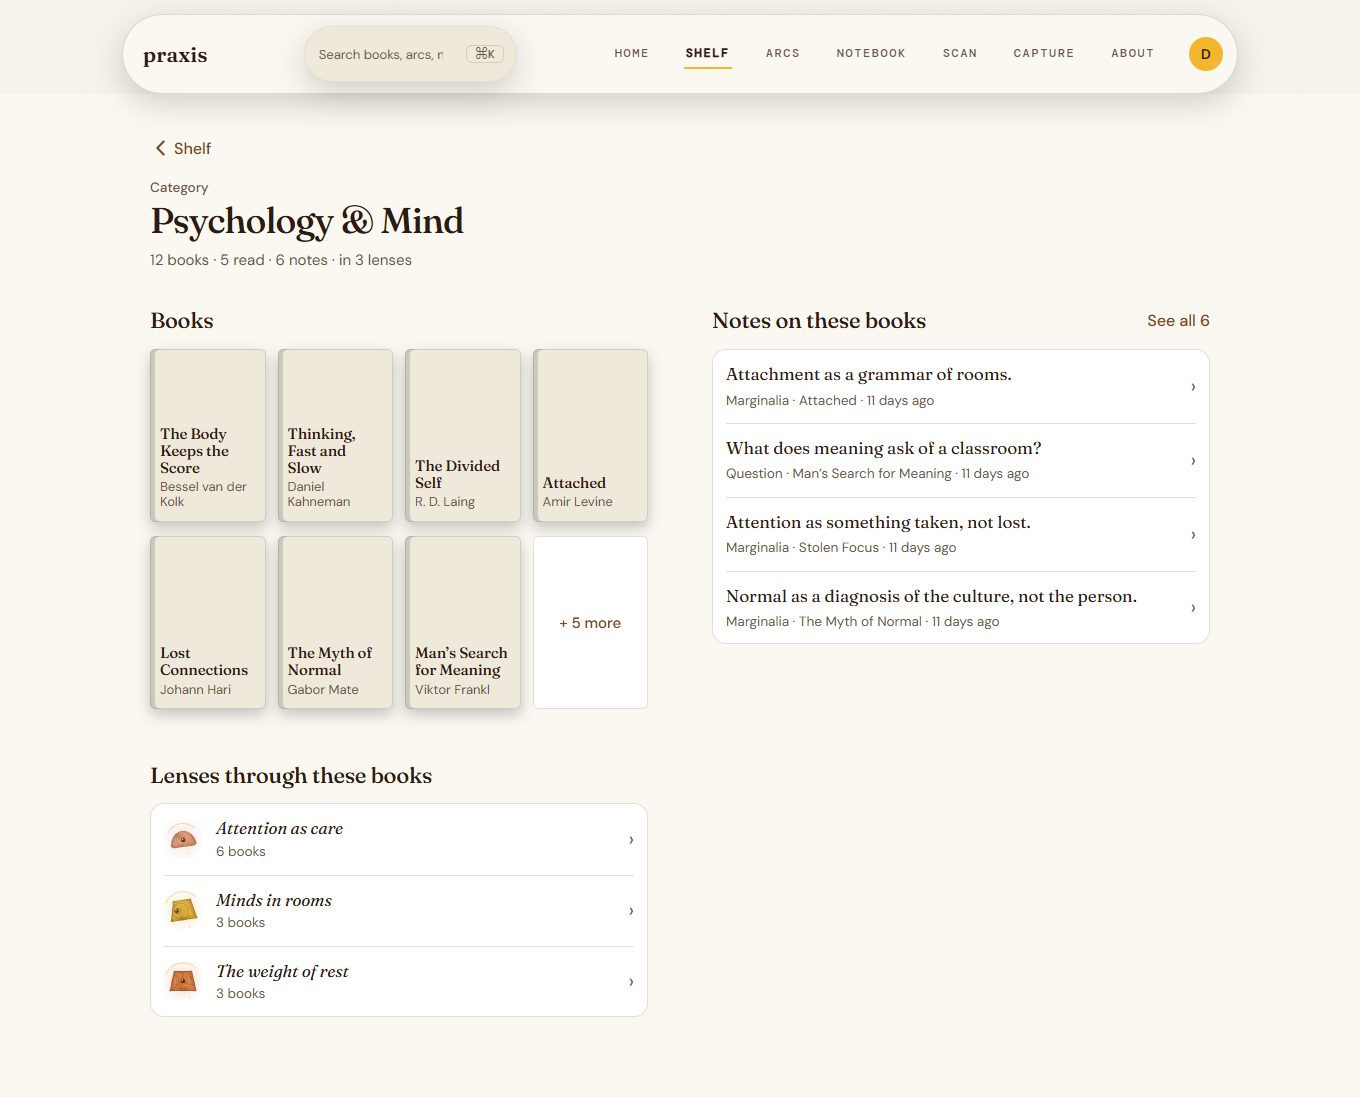 praxis
Search books, arcs, n
⌘K
HOME
SHELF
ARCS
NOTEBOOK
SCAN
CAPTURE
ABOUT
D
Shelf
Category
Psychology & Mind
12 books · 5 read · 6 notes · in 3 lenses
Books
The Body
Keeps the
Score
Bessel van der
Kolk
Thinking,
Fast and
Slow
Daniel
Kahneman
The Divided
Self
R. D. Laing
Attached
Amir Levine
Lost
Connections
Johann Hari
The Myth of
Normal
Gabor Mate
Man’s Search
for Meaning
Viktor Frankl
+ 5 more
Lenses through these books
Attention as care
6 books
Minds in rooms
3 books
The weight of rest
3 books
Notes on these books
See all 6
Attachment as a grammar of rooms.
Marginalia · Attached · 11 days ago
What does meaning ask of a classroom?
Question · Man’s Search for Meaning · 11 days ago
Attention as something taken, not lost.
Marginalia · Stolen Focus · 11 days ago
Normal as a diagnosis of the culture, not the person.
Marginalia · The Myth of Normal · 11 days ago